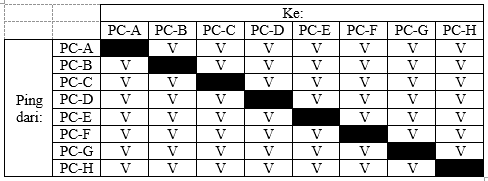 Ke:
PC-A PC-B PC-C PC-D PC-E PC-F PC-G PC-H
Ping dari:
PC-A V V V V V V V
PC-B V V V V V V V
PC-C V V V V V V V
PC-D V V V V V V V
PC-E V V V V V V V
PC-F V V V V V V V
PC-G V V V V V V V
PC-H V V V V V V V